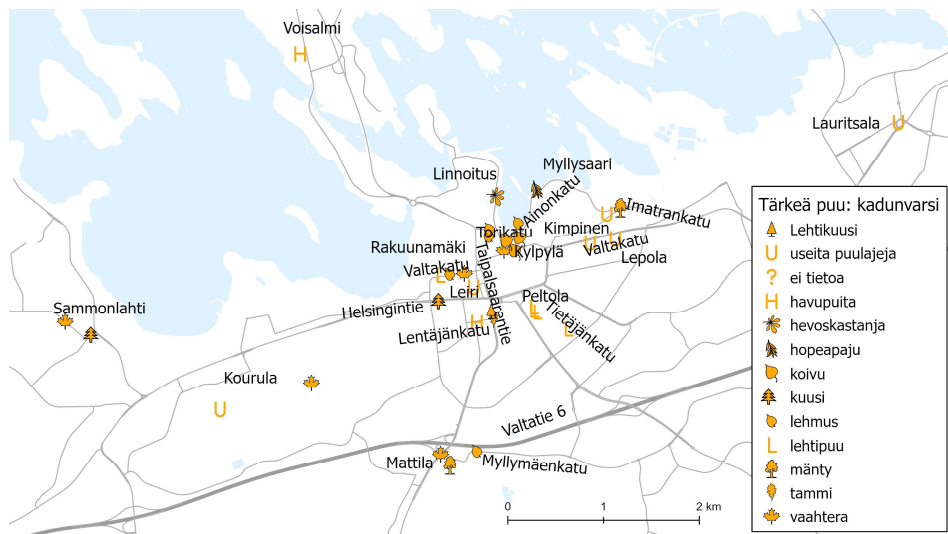 Voisalmi
H
Lauritsala
U
Myllysaari
Linnoitus
Ainonkatu
Imatrankatu
U
Torikatu
Kimpinen
Rakuunamäki
Kylpylä
Valtakatu
U
U
Lepola
Valtakatu
L
Taipalsaarantie
Leiri
U
Peltola
Sammonlahti
Helsingintie
Tietäjänkatu
L
L
Lentäjänkatu
H
L
Kourula
U
Valtatie 6
Mattila
Myllymäenkatu
0 1 2 km
Tärkeä puu: kadunvarsi
Lehtikuusi
U useita puulajeja
? ei tietoa
H havupuita
hevoskastanja
hopeapaju
koivu
kuusi
lehmus
L lehtipuu
mänty
tammi
vaahtera